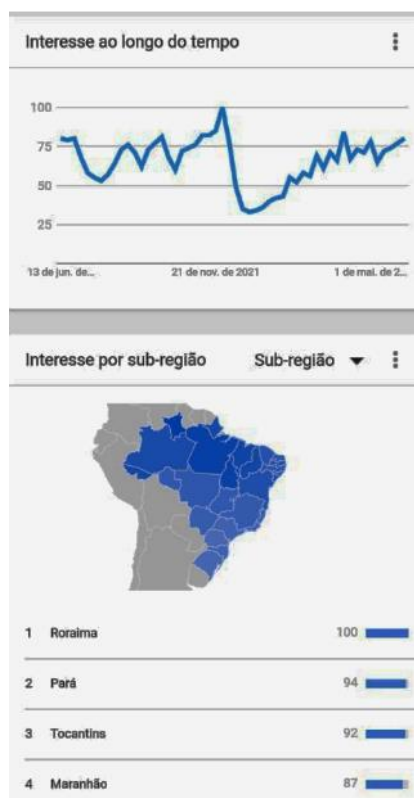 Interesse ao longo do tempo
100
75
50
25
13 de jun. de... 21 de nov. de 2021 1 de mai. de 2...
Interesse por sub-região Sub-região
1 Roraima 100
2 Pará 94
3 Tocantins 92
4 Maranhão 87